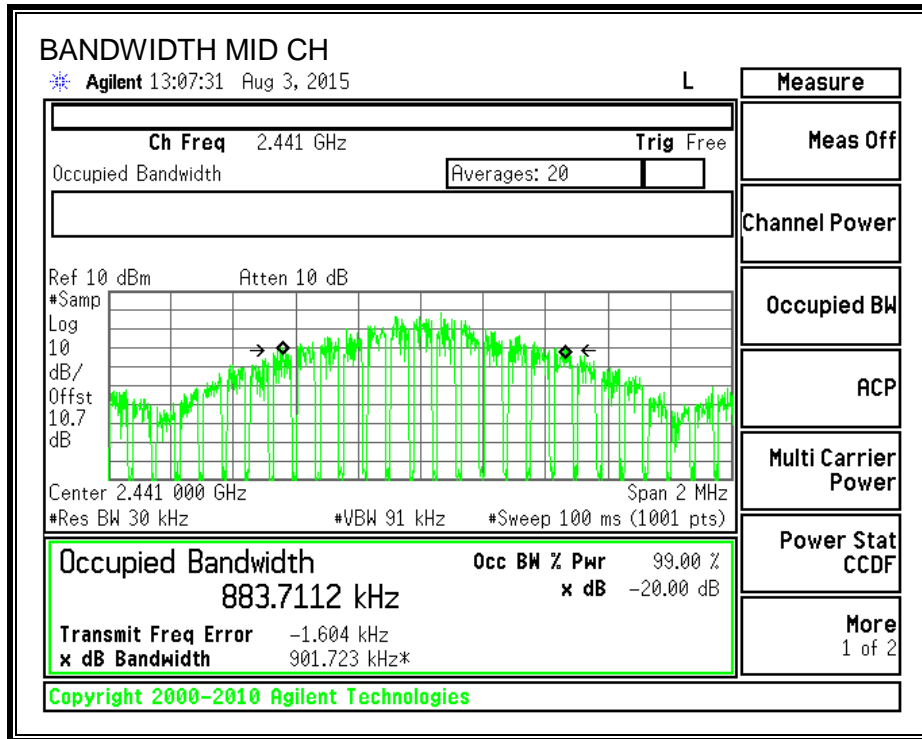 BANDWIDTH MID CH
Agilent 13:07:31 Aug 3, 2015 L
Measure
Ch Freq 2.441 GHz Trig Free
Occupied Bandwidth Averages: 20
Ref 10 dBm Atten 10 dB
#Samp
Log
10
dB/
Offst
10.7
dB
Center 2.441 000 GHz Span 2 MHz
#Res BW 30 kHz #VBW 91 kHz #Sweep 100 ms (1001 pts)
Occupied Bandwidth Occ BW % Pwr 99.00 %
883.7112 kHz x dB -20.00 dB
Transmit Freq Error -1.604 kHz
x dB Bandwidth 901.723 kHz*
Meas Off
Channel Power
Occupied BW
ACP
Multi Carrier
Power
Power Stat
CCDF
More
1 of 2
Copyright 2000-2010 Agilent Technologies